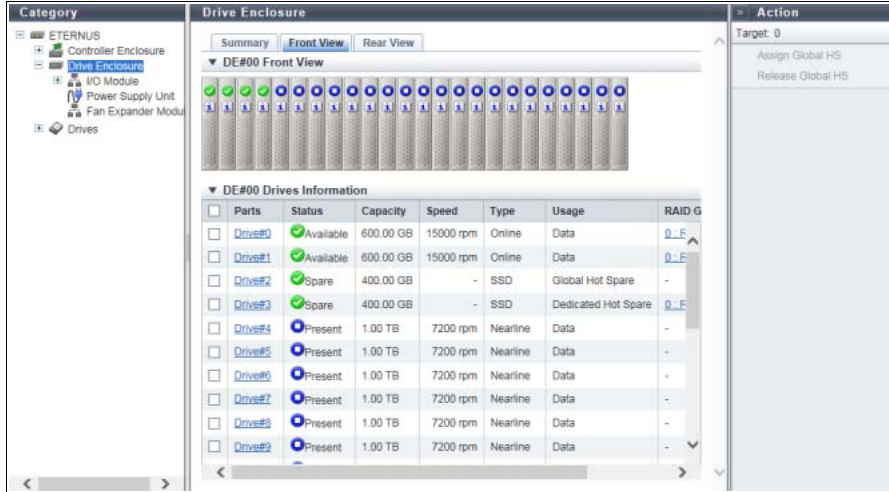 Category
ETERNUS
Controller Enclosure
Drive Enclosure
I/O Module
Power Supply Unit
Fan Expander Modul
Drives
Drive Enclosure
Summary Front View Rear View
DE#00 Front View
DE#00 Drives Information
Parts Status Capacity Speed Type Usage RAID G
Drive#0 Available 600.00 GB 15000 rpm Online Data 0 : F
Drive#1 Available 600.00 GB 15000 rpm Online Data 0 : F
Drive#2 Spare 400.00 GB - SSD Global Hot Spare -
Drive#3 Spare 400.00 GB - SSD Dedicated Hot Spare 0 : F
Drive#4 Present 1.00 TB 7200 rpm Nearline Data -
Drive#5 Present 1.00 TB 7200 rpm Nearline Data -
Drive#6 Present 1.00 TB 7200 rpm Nearline Data -
Drive#7 Present 1.00 TB 7200 rpm Nearline Data -
Drive#8 Present 1.00 TB 7200 rpm Nearline Data -
Drive#9 Present 1.00 TB 7200 rpm Nearline Data -
» Action
Target: 0
Assign Global HS
Release Global HS